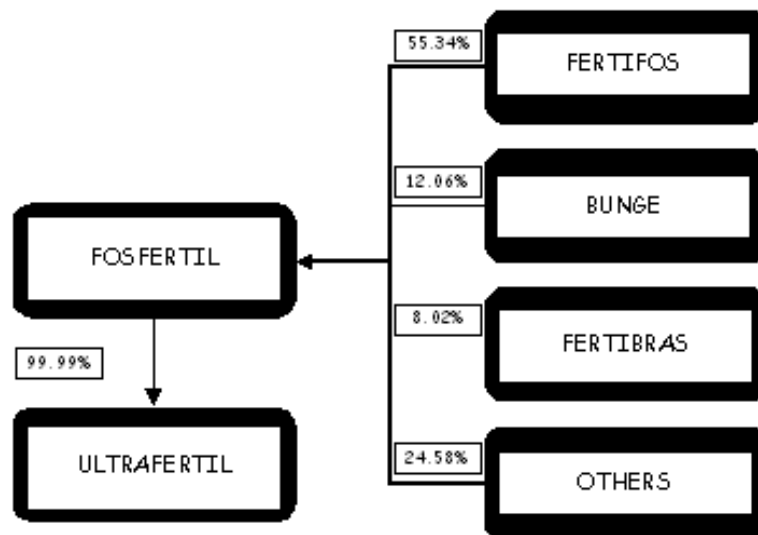 55.34%
FERTIFOS
12.06%
BUNGE
FOSFERTIL
8.02%
FERTIBRAS
99.99%
ULTRAFERTIL
24.58%
OTHERS